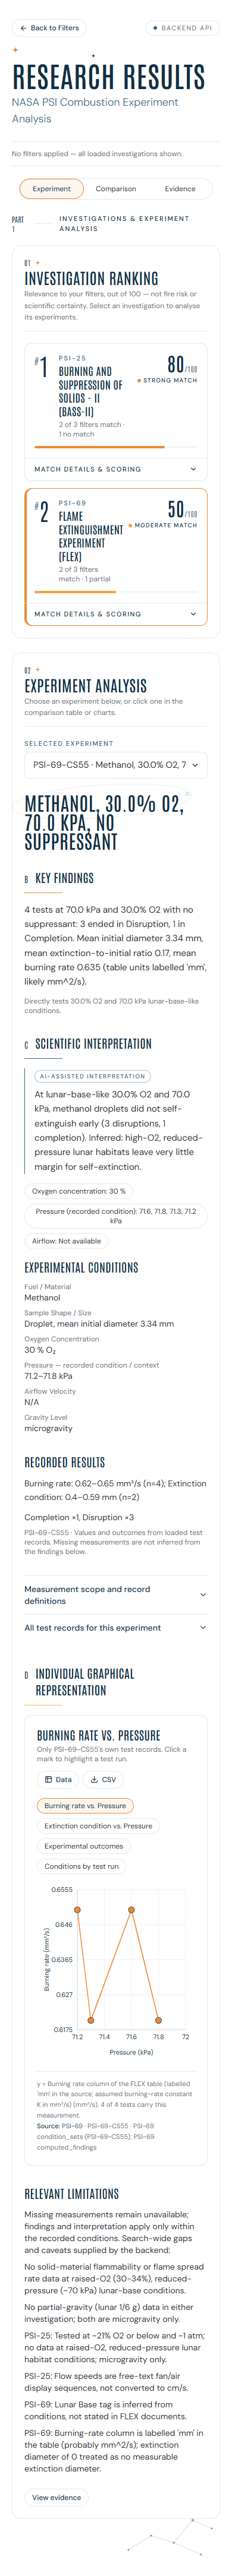 ← Back to Filters
BACKEND API
RESEARCH RESULTS
NASA PSI Combustion Experiment
Analysis
No filters applied — all loaded investigations shown.
Experiment
Comparison
Evidence
PART
1
INVESTIGATIONS & EXPERIMENT
ANALYSIS
01
INVESTIGATION RANKING
Relevance to your filters, out of 100 — not fire risk or
scientific certainty. Select an investigation to analyse
its experiments.
#1
PSI-25
BURNING AND
SUPPRESSION OF
SOLIDS - II
(BASS-II)
2 of 3 filters match ·
1 no match
80/100
STRONG MATCH
MATCH DETAILS & SCORING
#2
PSI-69
FLAME
EXTINGUISHMENT
EXPERIMENT
(FLEX)
2 of 3 filters
match · 1 partial
50/100
MODERATE MATCH
MATCH DETAILS & SCORING
02
EXPERIMENT ANALYSIS
Choose an experiment below, or click one in the
comparison table or charts.
SELECTED EXPERIMENT
PSI-69-CS55 · Methanol, 30.0% O2, 7
METHANOL, 30.0% O2,
70.0 KPA, NO
SUPPRESSANT
B KEY FINDINGS
4 tests at 70.0 kPa and 30.0% O2 with no
suppressant: 3 ended in Disruption, 1 in
Completion. Mean initial diameter 3.34 mm,
mean extinction-to-initial ratio 0.17, mean
burning rate 0.635 (table units labelled 'mm',
likely mm^2/s).
Directly tests 30.0% O2 and 70.0 kPa lunar-base-like
conditions.
C SCIENTIFIC INTERPRETATION
AI-ASSISTED INTERPRETATION
At lunar-base-like 30.0% O2 and 70.0
kPa, methanol droplets did not self-
extinguish early (3 disruptions, 1
completion). Inferred: high-O2, reduced-
pressure lunar habitats leave very little
margin for self-extinction.
Oxygen concentration: 30 %
Pressure (recorded condition): 71.6, 71.8, 71.3, 71.2
kPa
Airflow: Not available
EXPERIMENTAL CONDITIONS
Fuel / Material
Methanol
Sample Shape / Size
Droplet, mean initial diameter 3.34 mm
Oxygen Concentration
30 % O₂
Pressure — recorded condition / context
71.2–71.8 kPa
Airflow Velocity
N/A
Gravity Level
microgravity
RECORDED RESULTS
Burning rate: 0.62–0.65 mm²/s (n=4); Extinction
condition: 0.4–0.59 mm (n=2)
Completion ×1, Disruption ×3
PSI-69-CS55 · Values and outcomes from loaded test
records. Missing measurements are not inferred from
the findings below.
Measurement scope and record
definitions
All test records for this experiment
D INDIVIDUAL GRAPHICAL
REPRESENTATION
BURNING RATE VS. PRESSURE
Only PSI-69-CS55's own test records. Click a
mark to highlight a test run.
Data
CSV
Burning rate vs. Pressure
Extinction condition vs. Pressure
Experimental outcomes
Conditions by test run
Burning rate (mm²/s)
0.6555
0.646
0.6365
0.627
0.6175
71.2
71.4
71.6
71.8
72
Pressure (kPa)
y = Burning rate column of the FLEX table (labelled
'mm' in the source; assumed burning-rate constant
K in mm²/s) (mm²/s). 4 of 4 tests carry this
measurement.
Source: PSI-69 · PSI-69-CS55 · PSI-69
condition_sets (PSI-69-CS55); PSI-69
computed_findings
RELEVANT LIMITATIONS
Missing measurements remain unavailable;
findings and interpretation apply only within
the recorded conditions. Search-wide gaps
and caveats supplied by the backend:
No solid-material flammability or flame spread
rate data at raised-O2 (30-34%), reduced-
pressure (~70 kPa) lunar-base conditions.
No partial-gravity (lunar 1/6 g) data in either
investigation; both are microgravity only.
PSI-25: Tested at ~21% O2 or below and ~1 atm;
no data at raised-O2, reduced-pressure lunar
habitat conditions; microgravity only.
PSI-25: Flow speeds are free-text fan/air
display sequences, not converted to cm/s.
PSI-69: Lunar Base tag is inferred from
conditions, not stated in FLEX documents.
PSI-69: Burning-rate column is labelled 'mm' in
the table (probably mm^2/s); extinction
diameter of 0 treated as no measurable
extinction diameter.
View evidence